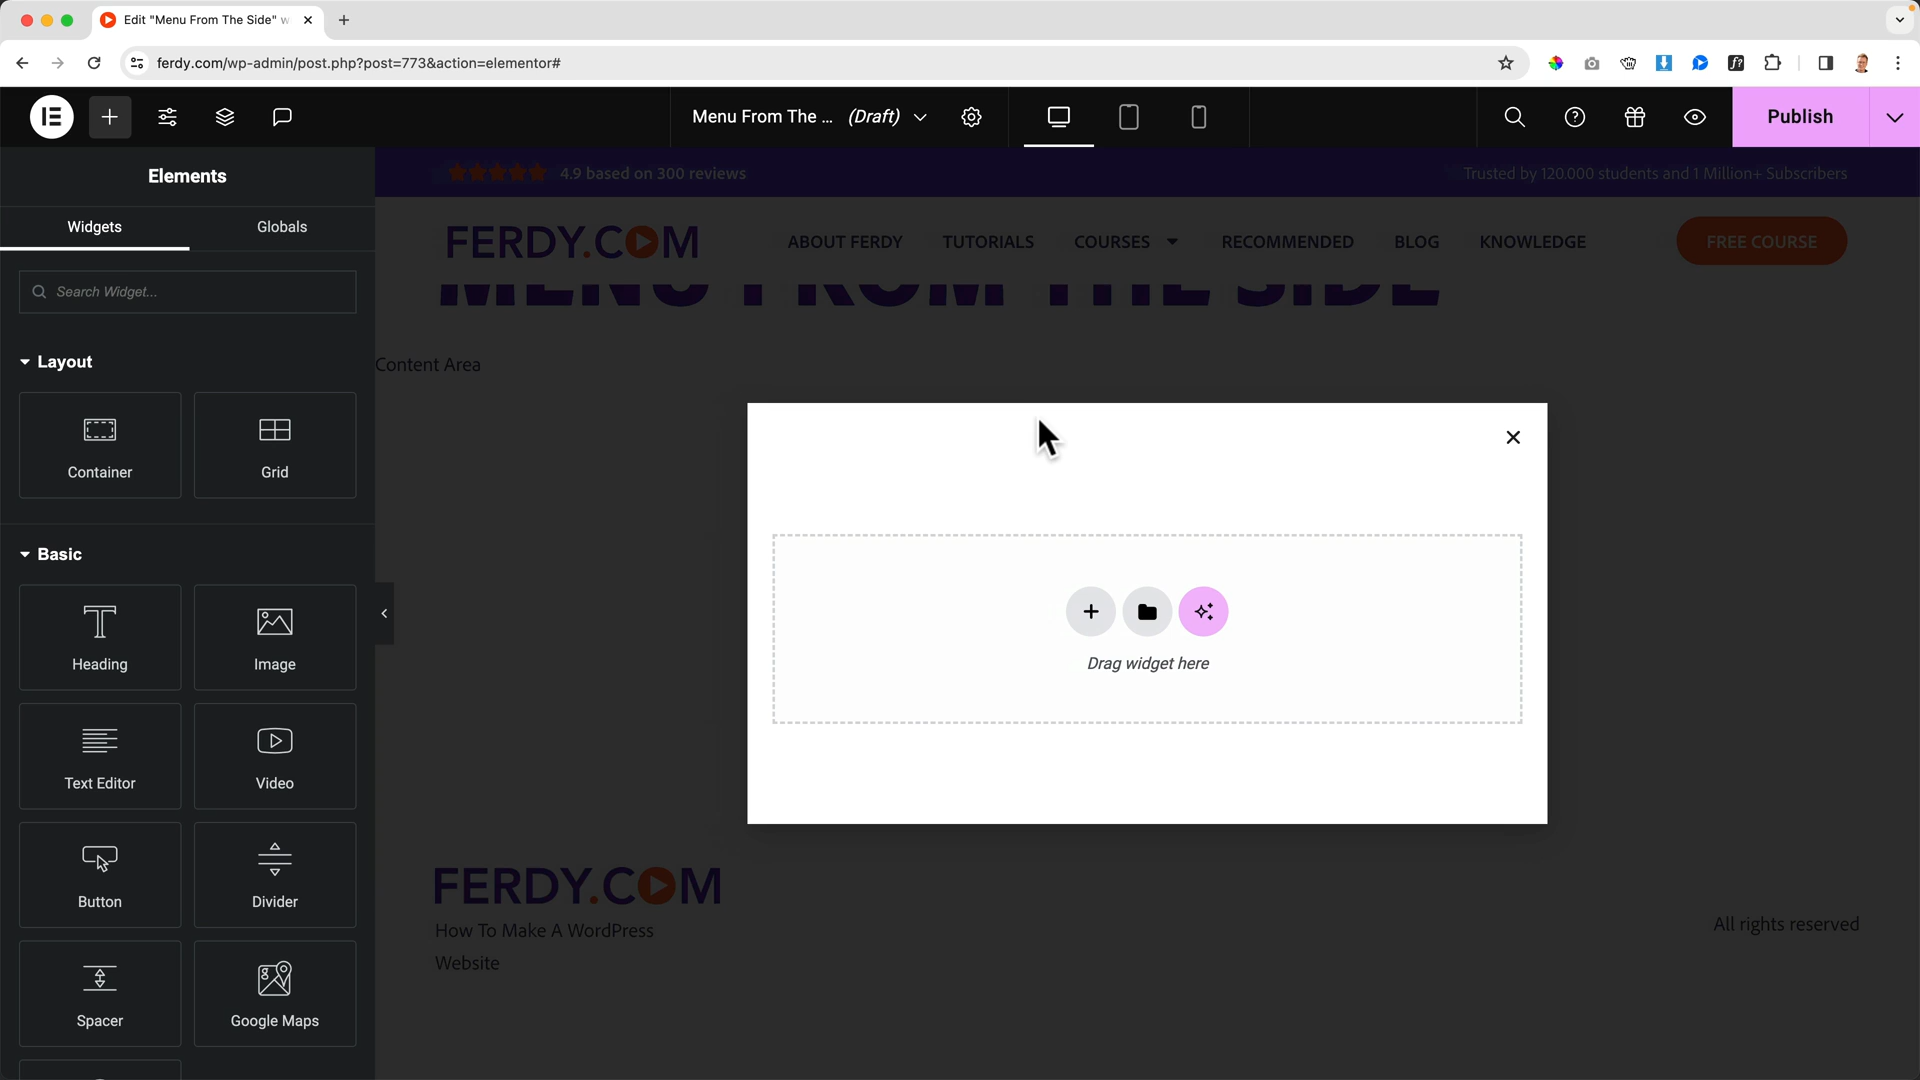 Edit "Menu From The Side" w
ferdy.com/wp-admin/post.php?post=773&action=elementor#
Menu From The ... (Draft)
Publish
Elements
Widgets
Globals
Search Widget...
Layout
Container
Grid
Basic
Heading
Image
Text Editor
Video
Button
Divider
Spacer
Google Maps
4.9 based on 300 reviews
Trusted by 120.000 students and 1 Million+ Subscribers
FERDY.COM
ABOUT FERDY
TUTORIALS
COURSES
RECOMMENDED
BLOG
KNOWLEDGE
FREE COURSE
MENU FROM THE SIDE
Content Area
Drag widget here
FERDY.COM
How To Make A WordPress
Website
All rights reserved